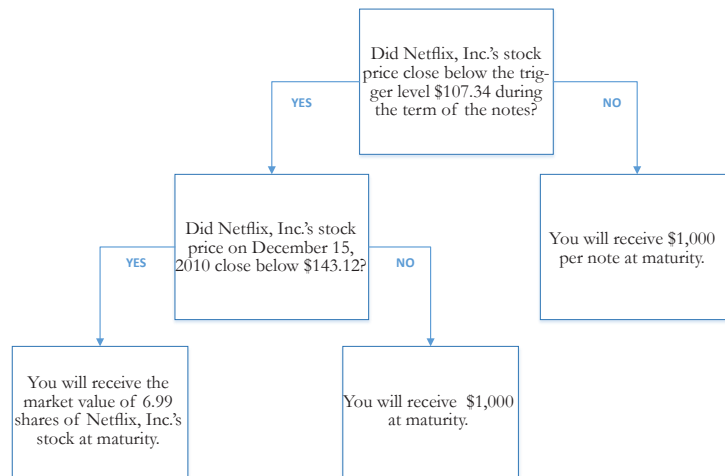 Did Netflix, Inc.'s stock
price close below the trig-
ger level $107.34 during
the term of the notes?
YES
NO
Did Netflix, Inc.'s stock
price on December 15,
2010 close below $143.12?
You will receive $1,000
per note at maturity.
YES
NO
You will receive the
market value of 6.99
shares of Netflix, Inc.'s
stock at maturity.
You will receive $1,000
at maturity.